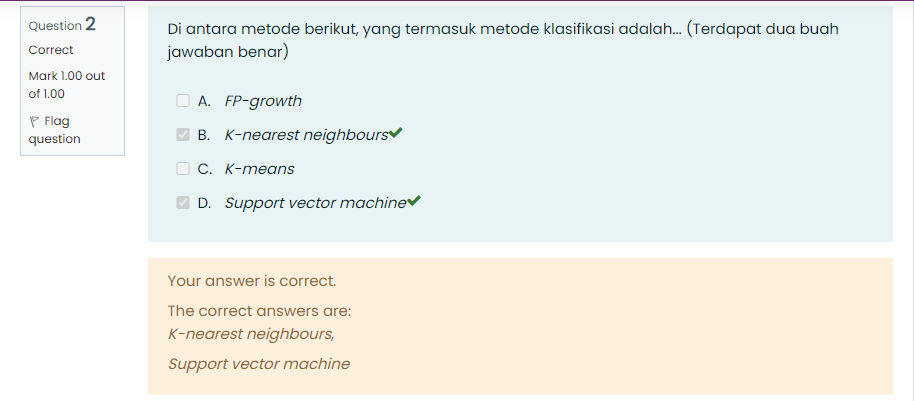 Question 2
Correct
Mark 1.00 out
of 1.00
Flag
question
Di antara metode berikut, yang termasuk metode klasifikasi adalah... (Terdapat dua buah
jawaban benar)
A. FP-growth
B. K-nearest neighbours
C. K-means
D. Support vector machine
Your answer is correct.
The correct answers are:
K-nearest neighbours,
Support vector machine